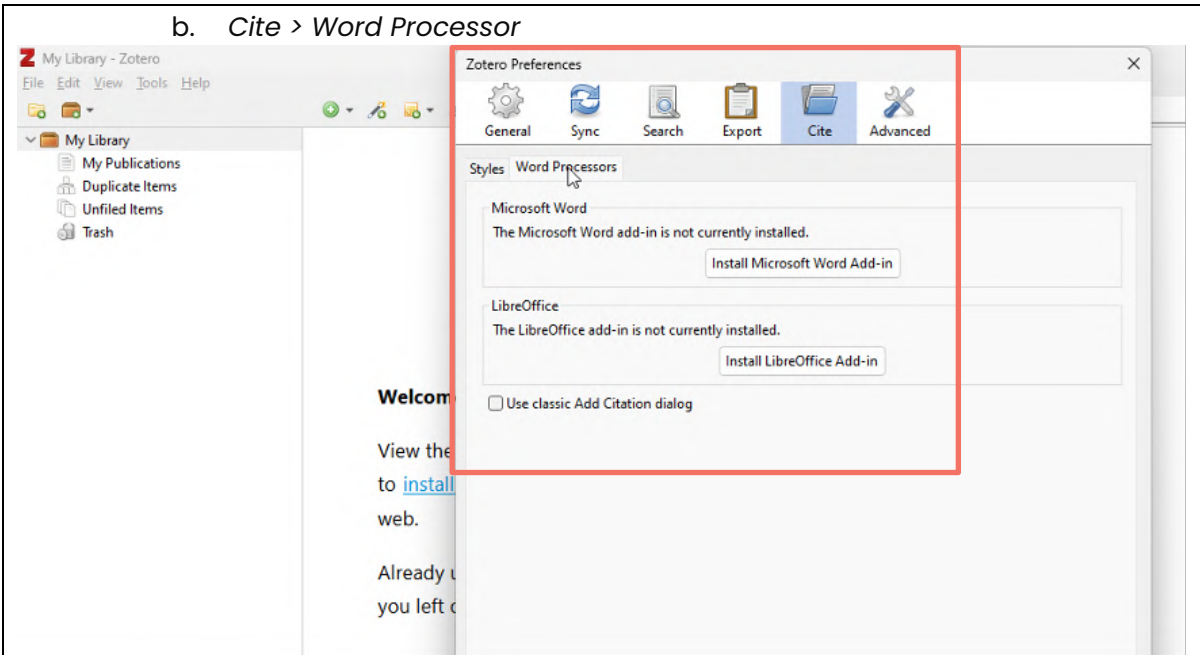 b. Cite > Word Processor
My Library - Zotero
File Edit View Tools Help
My Library
My Publications
Duplicate Items
Unfiled Items
Trash
Welcom
View the
to install
web.
Already u
you left
Zotero Preferences
General Sync Search Export Cite Advanced
Styles Word Processors
Microsoft Word
The Microsoft Word add-in is not currently installed.
Install Microsoft Word Add-in
LibreOffice
The LibreOffice add-in is not currently installed.
Install LibreOffice Add-in
Use classic Add Citation dialog